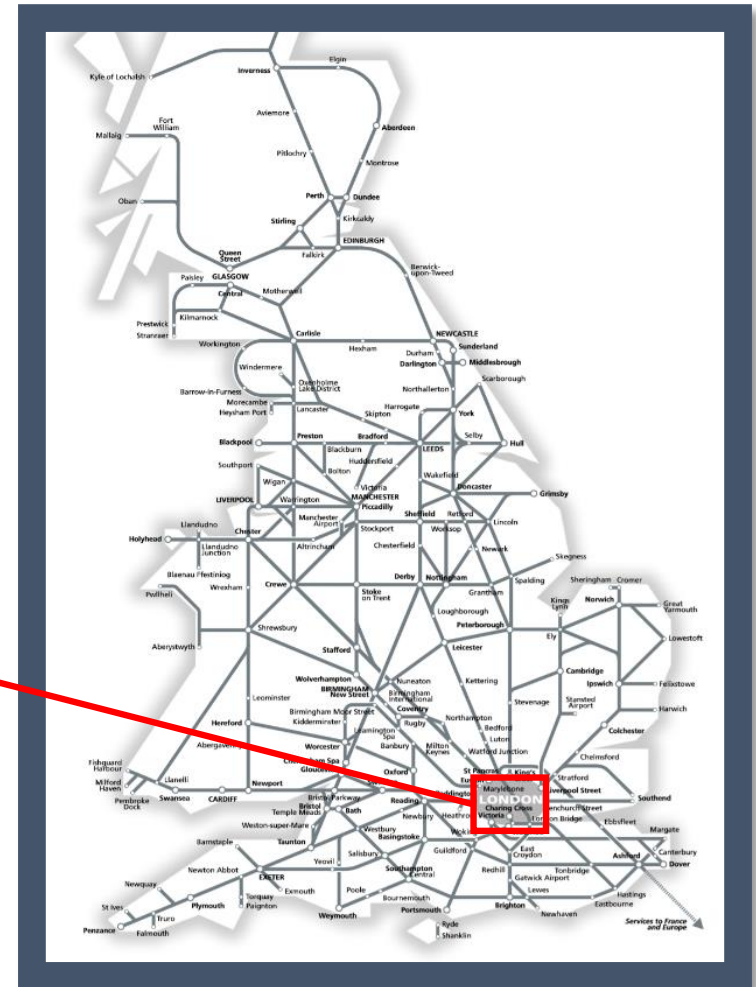 Elgin
Inverness
Kyle of Lochalsh
Aviemore
Fort
William
Aberdeen
Mallaig
Pitlochry
Montrose
Perth
Dundee
Oban
Kirkcaldy
Stirling
EDINBURGH
Queen
Street
Falkirk
Berwick-
upon-Tweed
Paisley
GLASGOW
Central
Motherwell
Kilmarnock
Prestwick
Stranraer
Carlisle
NEWCASTLE
Workington
Hexham
Sunderland
Durham
Darlington
Middlesbrough
Windermere
Scarborough
Oxenholme
Lake District
Barrow-in-Furness
Northallerton
Morecambe
Lancaster
Harrogate
Heysham Port
Skipton
York
Preston
Bradford
Selby
Blackpool
Blackburn
LEEDS
Hull
Huddersfield
Southport
Bolton
Wakefield
Wigan
Victoria
Doncaster
LIVERPOOL
Warrington
MANCHESTER
Piccadilly
Grimsby
Manchester
Airport
Sheffield
Retford
Llandudno
Stockport
Worksop
Lincoln
Holyhead
Chester
Llandudno
Junction
Altrincham
Chesterfield
Newark
Skegness
Blaenau Ffestiniog
Wrexham
Crewe
Derby
Nottingham
Spalding
Sheringham
Cromer
Pwllheli
Stoke
on Trent
Grantham
Kings
Lynn
Norwich
Great
Yarmouth
Loughborough
Shrewsbury
Peterborough
Ely
Aberystwyth
Stafford
Leicester
Lowestoft
Wolverhampton
Nuneaton
Kettering
Cambridge
BIRMINGHAM
New Street
Birmingham
International
Ipswich
Felixstowe
Leominster
Coventry
Stevenage
Stansted
Airport
Birmingham Moor Street
Harwich
Kidderminster
Rugby
Northampton
Hereford
Leamington
Spa
Bedford
Colchester
Abergavenny
Worcester
Banbury
Milton
Keynes
Luton
Cheltenham Spa
Watford Junction
Chelmsford
Fishguard
Harbour
Gloucester
Oxford
St Pancras
King's
Stratford
Milford
Haven
Llanelli
Newport
Paddington
Marylebone
Liverpool Street
Pembroke
Dock
Swansea
CARDIFF
Bristol Parkway
Reading
LONDON
Southend
Bristol
Temple Meads
Bath
Newbury
Charing Cross
Fenchurch Street
Victoria
London Bridge
Ebbsfleet
Weston-super-Mare
Westbury
Basingstoke
Margate
Barnstaple
Taunton
Guildford
East
Croydon
Canterbury
Salisbury
Yeovil
Ashford
Dover
Newton Abbot
Southampton
Central
Redhill
Tonbridge
EXETER
Gatwick Airport
Newquay
Exmouth
Poole
Lewes
Hastings
St Ives
Plymouth
Torquay
Paignton
Bournemouth
Eastbourne
Truro
Weymouth
Portsmouth
Brighton
Newhaven
Penzance
Falmouth
Ryde
Shanklin
Services to France
and Europe